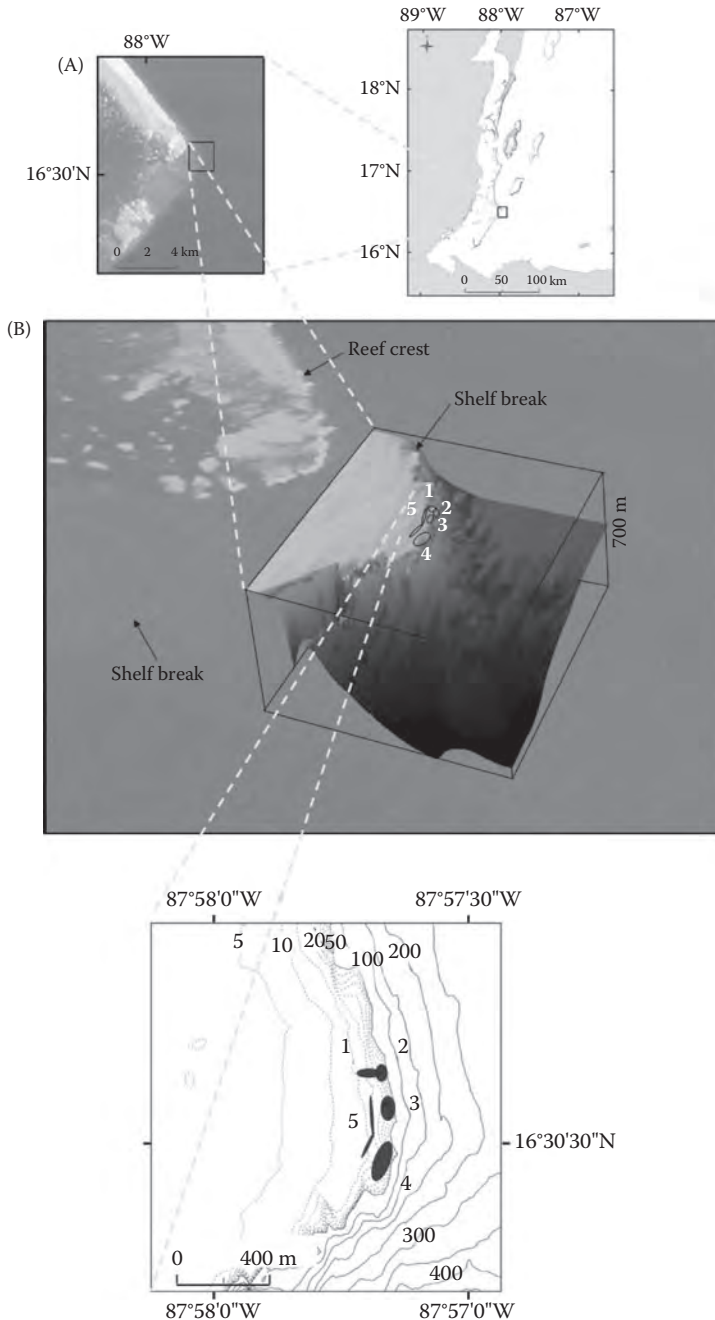 (A)
88°W
16°30'N
0 2 4 km
89°W 88°W 87°W
18°N
17°N
16°N
0 50 100 km
(B)
Reef crest
Shelf break
1
5 2
3
4
700 m
Shelf break
87°58'0"W 87°57'30"W
5 10 2050 100 200
1 2
3
5
16°30'30"N
4
300
0 400 m
400
87°58'0"W 87°57'0"W